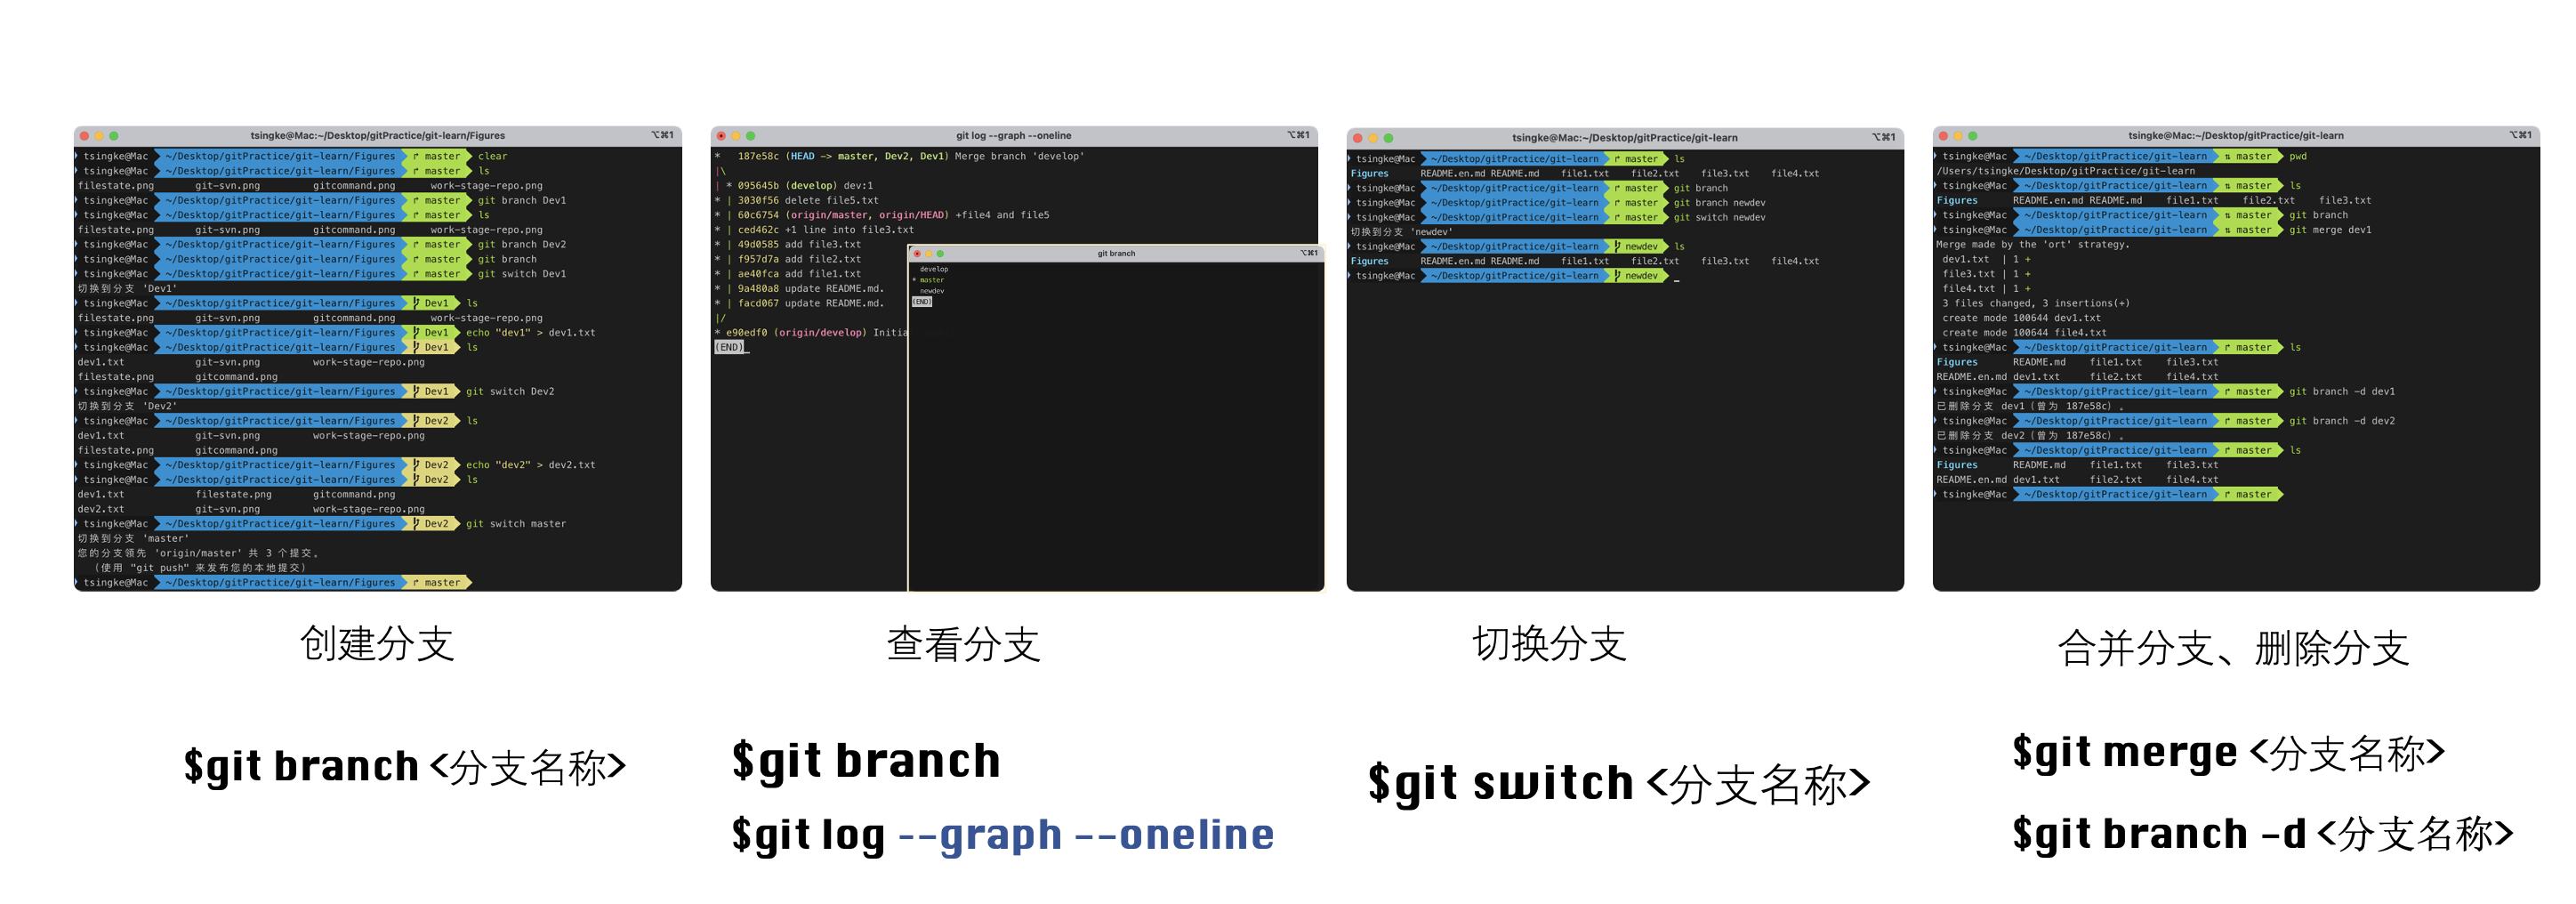 tsingke@Mac:~/Desktop/gitPractice/git-learn/Figures ⌥⌘1
tsingke@Mac ~/Desktop/gitPractice/git-learn/Figures master clear
tsingke@Mac ~/Desktop/gitPractice/git-learn/Figures master ls
filestate.png git-svn.png gitcommand.png work-stage-repo.png
tsingke@Mac ~/Desktop/gitPractice/git-learn/Figures master git branch Dev1
tsingke@Mac ~/Desktop/gitPractice/git-learn/Figures master ls
filestate.png git-svn.png gitcommand.png work-stage-repo.png
tsingke@Mac ~/Desktop/gitPractice/git-learn/Figures master git branch Dev2
tsingke@Mac ~/Desktop/gitPractice/git-learn/Figures master git branch
tsingke@Mac ~/Desktop/gitPractice/git-learn/Figures master git switch Dev1
切换到分支 'Dev1'
tsingke@Mac ~/Desktop/gitPractice/git-learn/Figures Dev1 ls
filestate.png git-svn.png gitcommand.png work-stage-repo.png
tsingke@Mac ~/Desktop/gitPractice/git-learn/Figures Dev1 echo "dev1" > dev1.txt
tsingke@Mac ~/Desktop/gitPractice/git-learn/Figures Dev1 ls
dev1.txt git-svn.png work-stage-repo.png
filestate.png gitcommand.png
tsingke@Mac ~/Desktop/gitPractice/git-learn/Figures Dev1 git switch Dev2
切换到分支 'Dev2'
tsingke@Mac ~/Desktop/gitPractice/git-learn/Figures Dev2 ls
dev1.txt git-svn.png work-stage-repo.png
filestate.png gitcommand.png
tsingke@Mac ~/Desktop/gitPractice/git-learn/Figures Dev2 echo "dev2" > dev2.txt
tsingke@Mac ~/Desktop/gitPractice/git-learn/Figures Dev2 ls
dev1.txt filestate.png gitcommand.png
dev2.txt git-svn.png work-stage-repo.png
tsingke@Mac ~/Desktop/gitPractice/git-learn/Figures Dev2 git switch master
切换到分支 'master'
您的分支领先 'origin/master' 共 3 个提交。
（使用 "git push" 来发布您的本地提交）
tsingke@Mac ~/Desktop/gitPractice/git-learn/Figures master
创建分支
$git branch <分支名称>
git log --graph --oneline ⌥⌘1
* 187e58c (HEAD -> master, Dev2, Dev1) Merge branch 'develop'
|\
| * 095645b (develop) dev:1
* | 3030f56 delete file5.txt
* | 60c6754 (origin/master, origin/HEAD) +file4 and file5
* | ced462c +1 line into file3.txt
* | 49d0585 add file3.txt
* | f957d7a add file2.txt
* | ae40fca add file1.txt
* | 9a480a8 update README.md.
* | facd067 update README.md.
|/
* e90edf0 (origin/develop) Initia
(END)
git branch ⌥⌘1
develop
* master
newdev
(END)
查看分支
$git branch
$git log --graph --oneline
tsingke@Mac:~/Desktop/gitPractice/git-learn ⌥⌘1
tsingke@Mac ~/Desktop/gitPractice/git-learn master ls
Figures README.en.md README.md file1.txt file2.txt file3.txt file4.txt
tsingke@Mac ~/Desktop/gitPractice/git-learn master git branch
tsingke@Mac ~/Desktop/gitPractice/git-learn master git branch newdev
tsingke@Mac ~/Desktop/gitPractice/git-learn master git switch newdev
切换到分支 'newdev'
tsingke@Mac ~/Desktop/gitPractice/git-learn newdev ls
Figures README.en.md README.md file1.txt file2.txt file3.txt file4.txt
tsingke@Mac ~/Desktop/gitPractice/git-learn newdev _
切换分支
$git switch <分支名称>
tsingke@Mac:~/Desktop/gitPractice/git-learn ⌥⌘1
tsingke@Mac ~/Desktop/gitPractice/git-learn master pwd
/Users/tsingke/Desktop/gitPractice/git-learn
tsingke@Mac ~/Desktop/gitPractice/git-learn master ls
Figures README.en.md README.md file1.txt file2.txt file3.txt
tsingke@Mac ~/Desktop/gitPractice/git-learn master git branch
tsingke@Mac ~/Desktop/gitPractice/git-learn master git merge dev1
Merge made by the 'ort' strategy.
dev1.txt | 1 +
file3.txt | 1 +
file4.txt | 1 +
3 files changed, 3 insertions(+)
create mode 100644 dev1.txt
create mode 100644 file4.txt
tsingke@Mac ~/Desktop/gitPractice/git-learn master ls
Figures README.md file1.txt file3.txt
README.en.md dev1.txt file2.txt file4.txt
tsingke@Mac ~/Desktop/gitPractice/git-learn master git branch -d dev1
已删除分支 dev1（曾为 187e58c）。
tsingke@Mac ~/Desktop/gitPractice/git-learn master git branch -d dev2
已删除分支 dev2（曾为 187e58c）。
tsingke@Mac ~/Desktop/gitPractice/git-learn master ls
Figures README.md file1.txt file3.txt
README.en.md dev1.txt file2.txt file4.txt
tsingke@Mac ~/Desktop/gitPractice/git-learn master
合并分支、删除分支
$git merge <分支名称>
$git branch -d <分支名称>